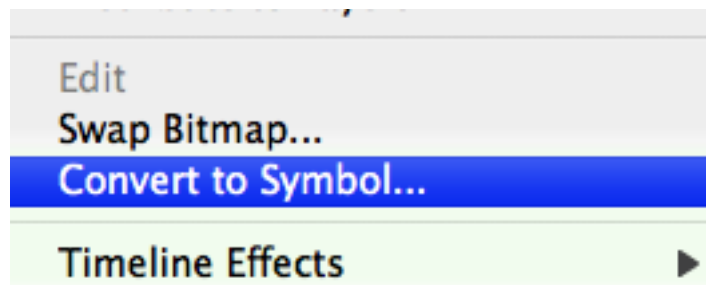 Edit
Swap Bitmap...
Convert to Symbol...
Timeline Effects